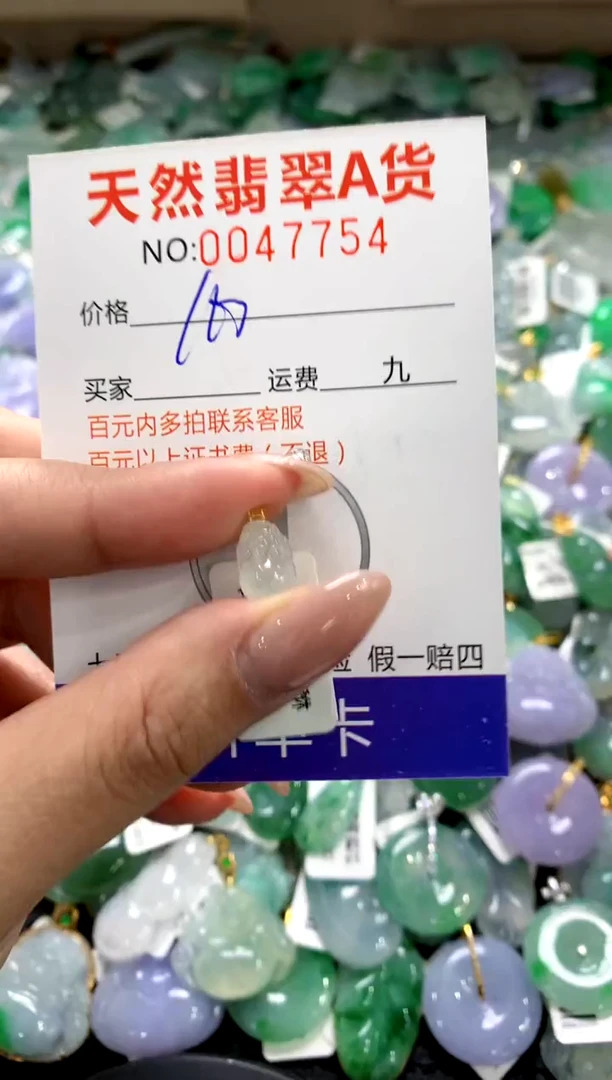 天然翡翠A货
NO:0047754
价格 100
买家 运费 九
百元内多拍联系客服
百元以上证书费(不退)
假一赔四
卡